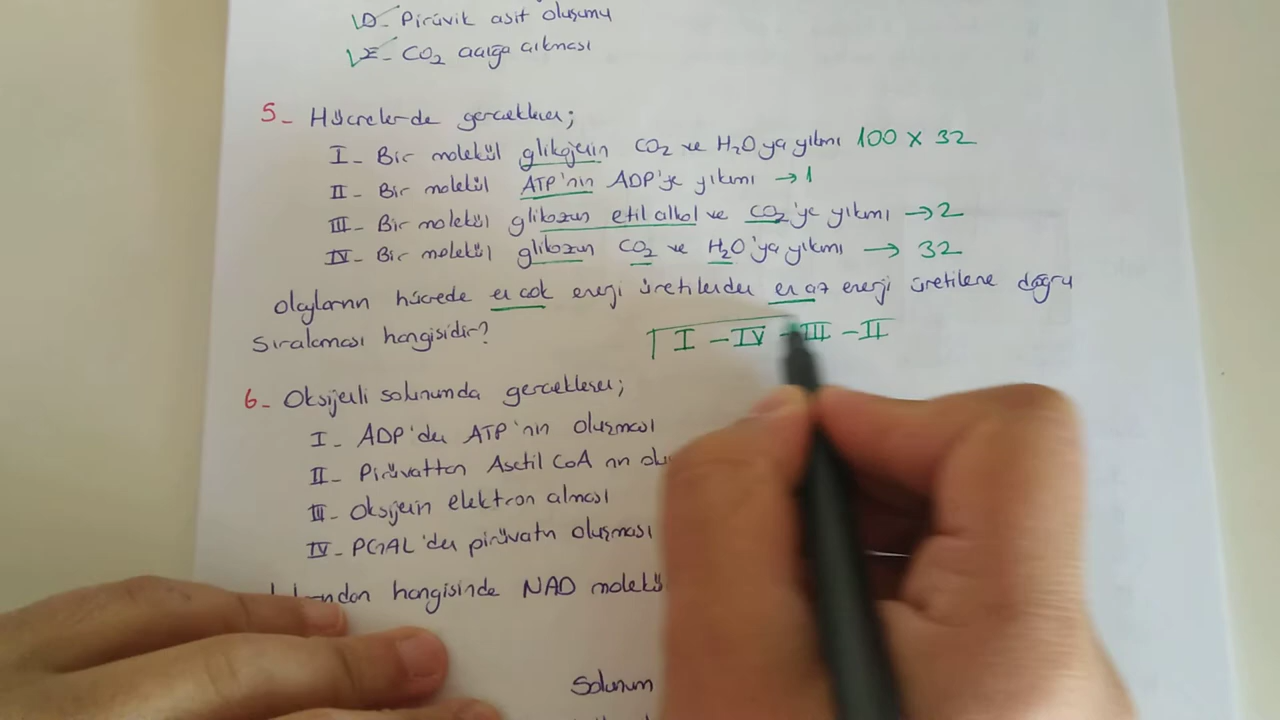 D- Pirüvik asit oluşumu
E- CO2 açığa çıkması
5- Hücrelerde gerçekleşen;
I- Bir molekül glikojenin CO2 ve H2O ya yıkımı 100 x 32
II- Bir molekül ATP'nin ADP'ye yıkımı → 1
III- Bir molekül glikozun etil alkol ve CO2'ye yıkımı → 2
IV- Bir molekül glikozun CO2 ve H2O'ya yıkımı → 32
olayların hücrede en çok enerji üretilenden en az enerji üretilene doğru
sıralaması hangisidir?
I - IV - III - II
6- Oksijenli solunumda gerçekleşen;
I- ADP'den ATP'nin oluşması
II- Pirüvattan Asetil CoA nın
III- Oksijenin elektron alması
IV- PGAL'den pirüvatın oluşması
hangisinde NAD
Solunum